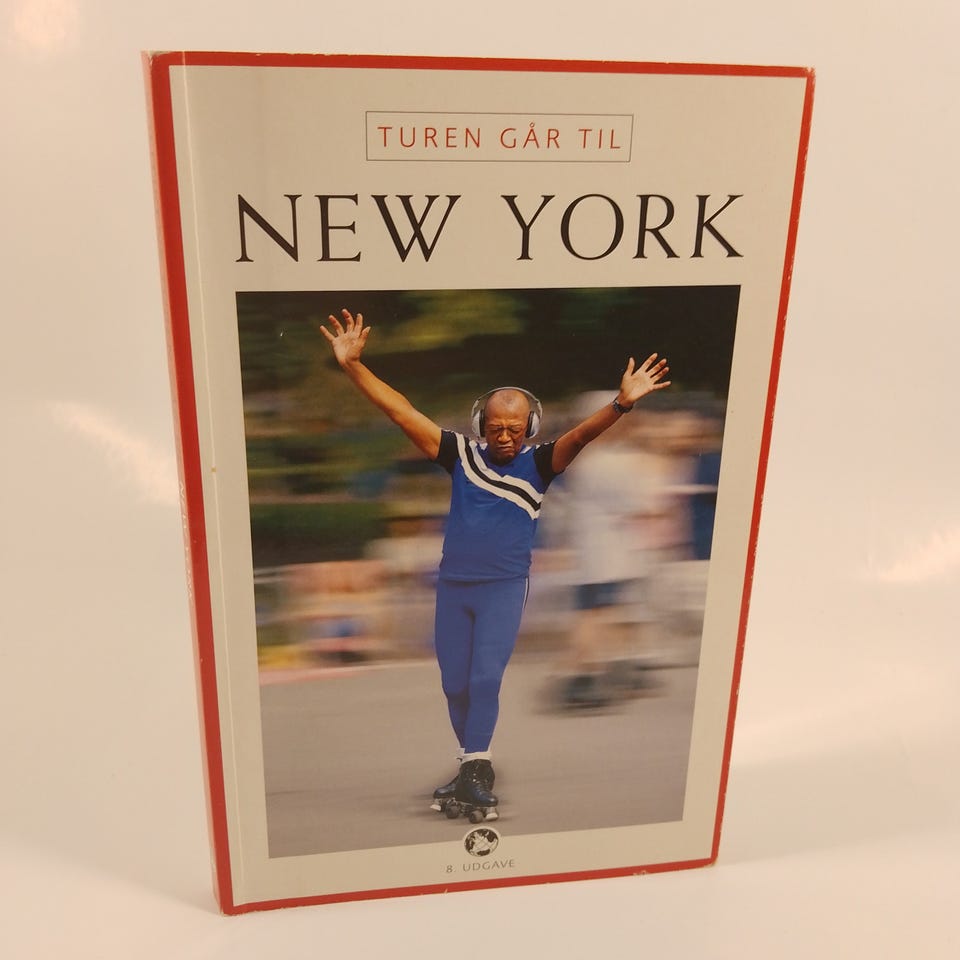 TUREN GÅR TIL
NEW YORK
8. UDGAVE